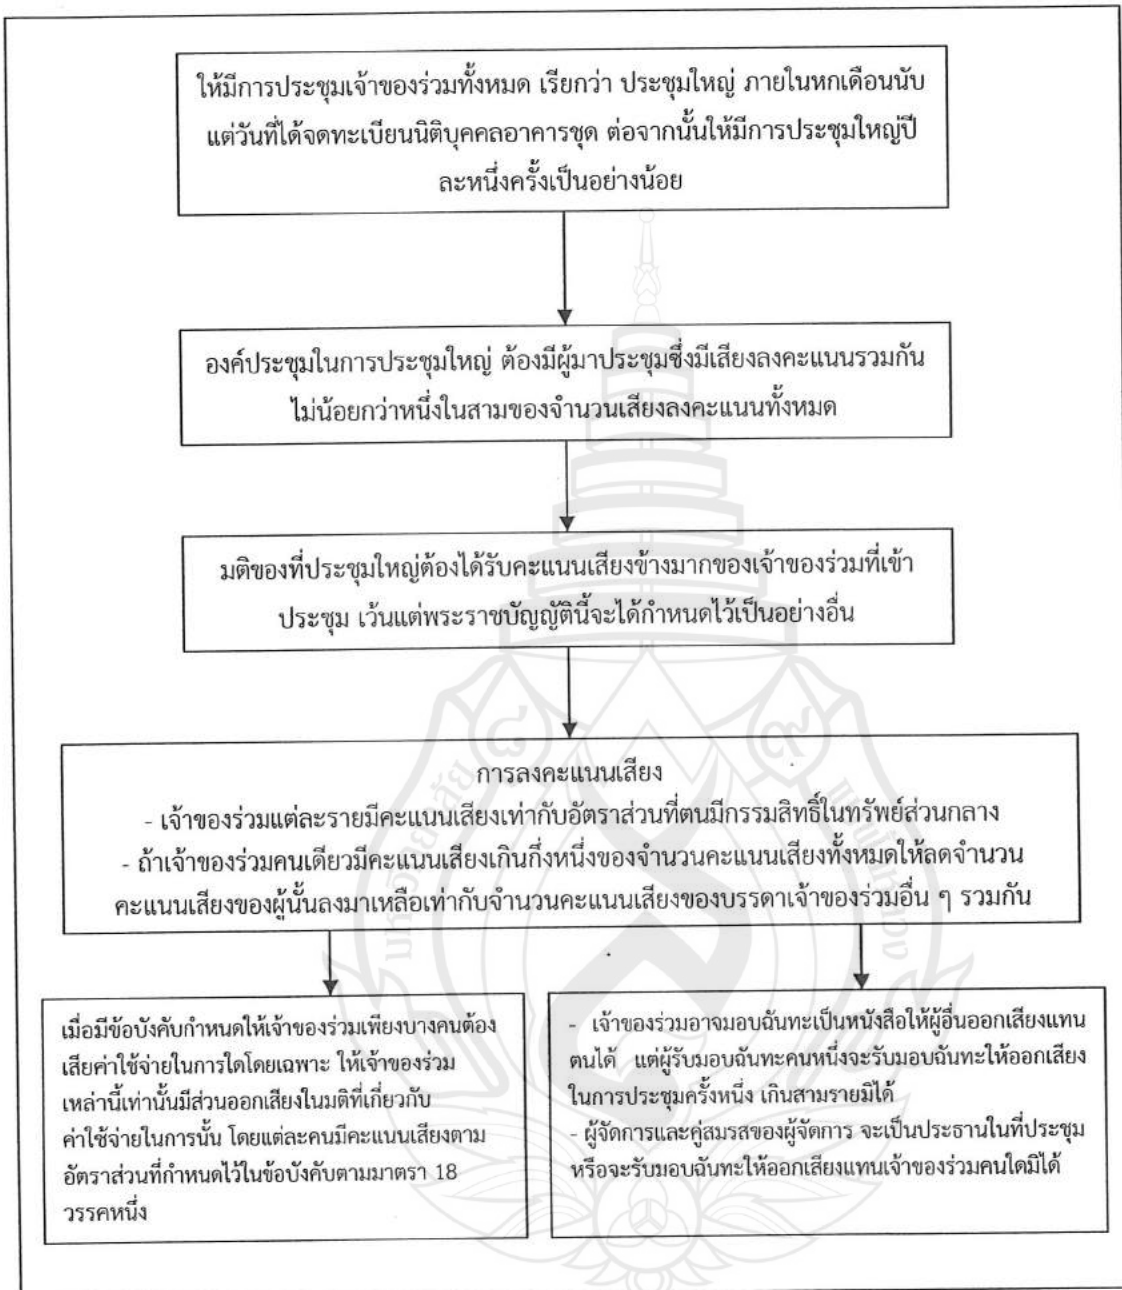 ให้มีการประชุมเจ้าของร่วมทั้งหมด เรียกว่า ประชุมใหญ่ ภายในหกเดือนนับ
แต่วันที่ได้จดทะเบียนนิติบุคคลอาคารชุด ต่อจากนั้นให้มีการประชุมใหญ่ปี
ละหนึ่งครั้งเป็นอย่างน้อย
องค์ประชุมในการประชุมใหญ่ ต้องมีผู้มาประชุมซึ่งมีเสียงลงคะแนนรวมกัน
ไม่น้อยกว่าหนึ่งในสามของจำนวนเสียงลงคะแนนทั้งหมด
มติของที่ประชุมใหญ่ต้องได้รับคะแนนเสียงข้างมากของเจ้าของร่วมที่เข้า
ประชุม เว้นแต่พระราชบัญญัตินี้จะได้กำหนดไว้เป็นอย่างอื่น
การลงคะแนนเสียง
- เจ้าของร่วมแต่ละรายมีคะแนนเสียงเท่ากับอัตราส่วนที่ตนมีกรรมสิทธิ์ในทรัพย์ส่วนกลาง
- ถ้าเจ้าของร่วมคนเดียวมีคะแนนเสียงเกินกึ่งหนึ่งของจำนวนคะแนนเสียงทั้งหมดให้ลดจำนวน
คะแนนเสียงของผู้นั้นลงมาเหลือเท่ากับจำนวนคะแนนเสียงของบรรดาเจ้าของร่วมอื่น ๆ รวมกัน
เมื่อมีข้อบังคับกำหนดให้เจ้าของร่วมเพียงบางคนต้อง
เสียค่าใช้จ่ายในการใดโดยเฉพาะ ให้เจ้าของร่วม
เหล่านี้เท่านั้นมีส่วนออกเสียงในมติที่เกี่ยวกับ
ค่าใช้จ่ายในการนั้น โดยแต่ละคนมีคะแนนเสียงตาม
อัตราส่วนที่กำหนดไว้ในข้อบังคับตามมาตรา 18
วรรคหนึ่ง
- เจ้าของร่วมอาจมอบฉันทะเป็นหนังสือให้ผู้อื่นออกเสียงแทน
ตนได้ แต่ผู้รับมอบฉันทะคนหนึ่งจะรับมอบฉันทะให้ออกเสียง
ในการประชุมครั้งหนึ่ง เกินสามรายมิได้
- ผู้จัดการและคู่สมรสของผู้จัดการ จะเป็นประธานในที่ประชุม
หรือจะรับมอบฉันทะให้ออกเสียงแทนเจ้าของร่วมคนใดมิได้